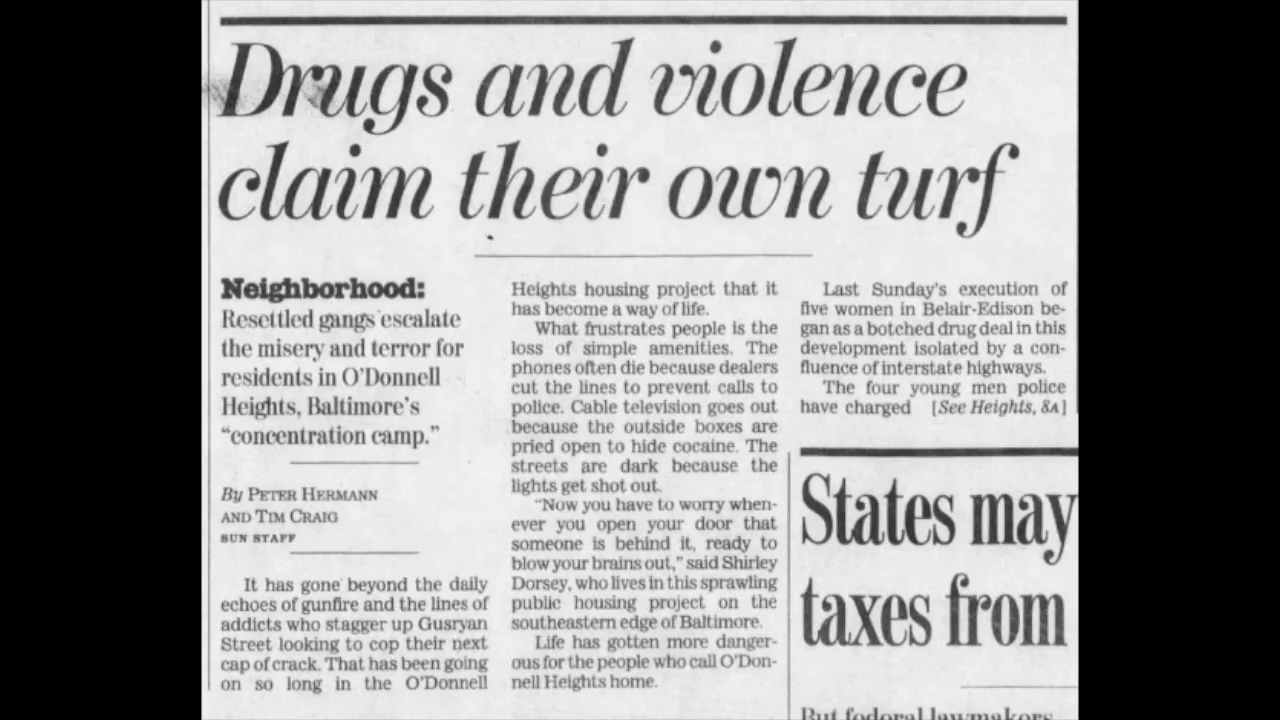 Drugs and violence
claim their own turf
Neighborhood:
Resettled gangs escalate
the misery and terror for
residents in O'Donnell
Heights, Baltimore's
“concentration camp.”
By PETER HERMANN
AND TIM CRAIG
SUN STAFF
It has gone beyond the daily
echoes of gunfire and the lines of
addicts who stagger up Gusryan
Street looking to cop their next
cap of crack. That has been going
on so long in the O'Donnell
Heights housing project that it
has become a way of life.
What frustrates people is the
loss of simple amenities. The
phones often die because dealers
cut the lines to prevent calls to
police. Cable television goes out
because the outside boxes are
pried open to hide cocaine. The
streets are dark because the
lights get shot out.
“Now you have to worry when-
ever you open your door that
someone is behind it, ready to
blow your brains out,” said Shirley
Dorsey, who lives in this sprawling
public housing project on the
southeastern edge of Baltimore.
Life has gotten more danger-
ous for the people who call O'Don-
nell Heights home.
Last Sunday's execution of
five women in Belair-Edison be-
gan as a botched drug deal in this
development isolated by a con-
fluence of interstate highways.
The four young men police
have charged [See Heights, 8A]
States may
taxes from
But federal lawmakers